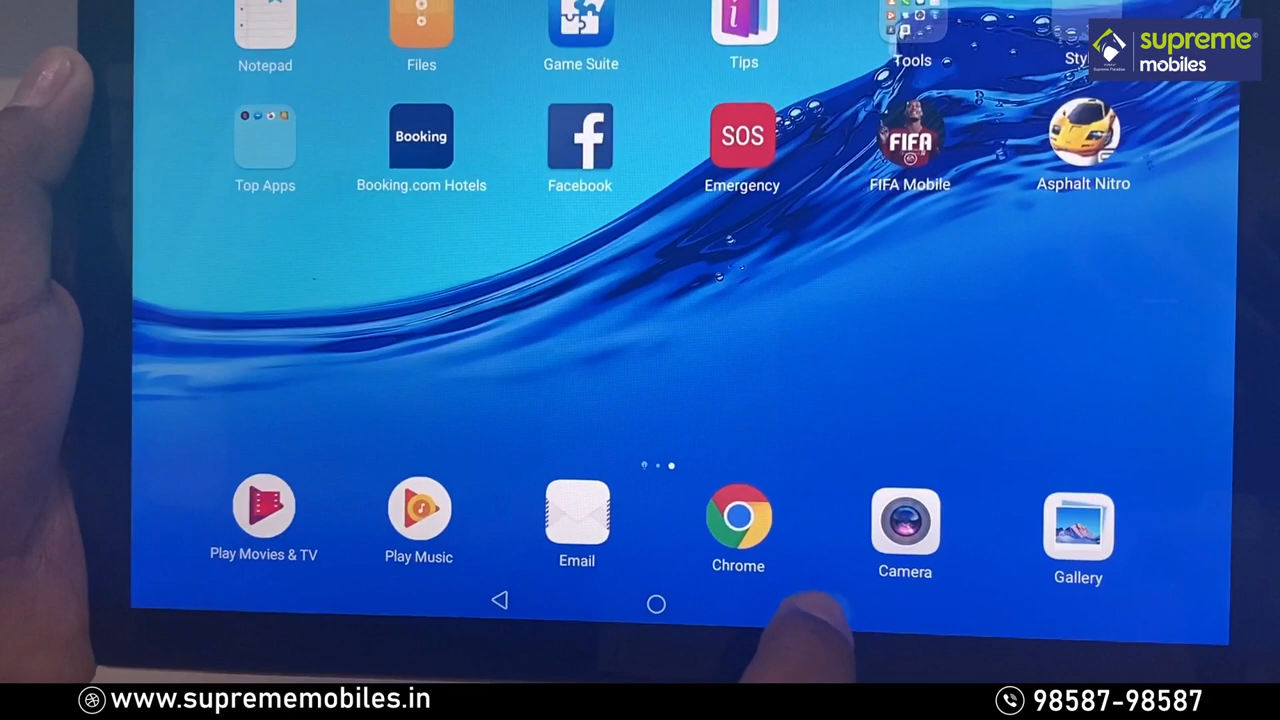 supreme
mobiles
Notepad
Files
Game Suite
Tips
Tools
Booking
SOS
FIFA
Top Apps
Booking.com Hotels
Facebook
Emergency
FIFA Mobile
Asphalt Nitro
Play Movies & TV
Play Music
Email
Chrome
Camera
Gallery
www.suprememobiles.in
98587-98587